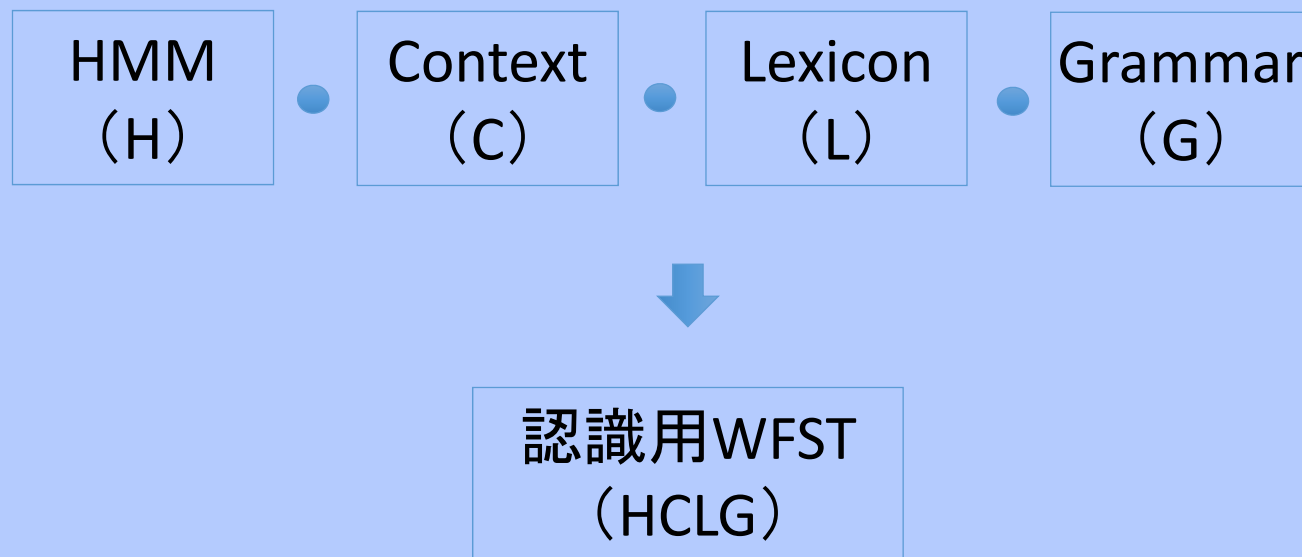 HMM
（H）
Context
（C）
Lexicon
（L）
Grammar
（G）
認識用WFST
（HCLG）